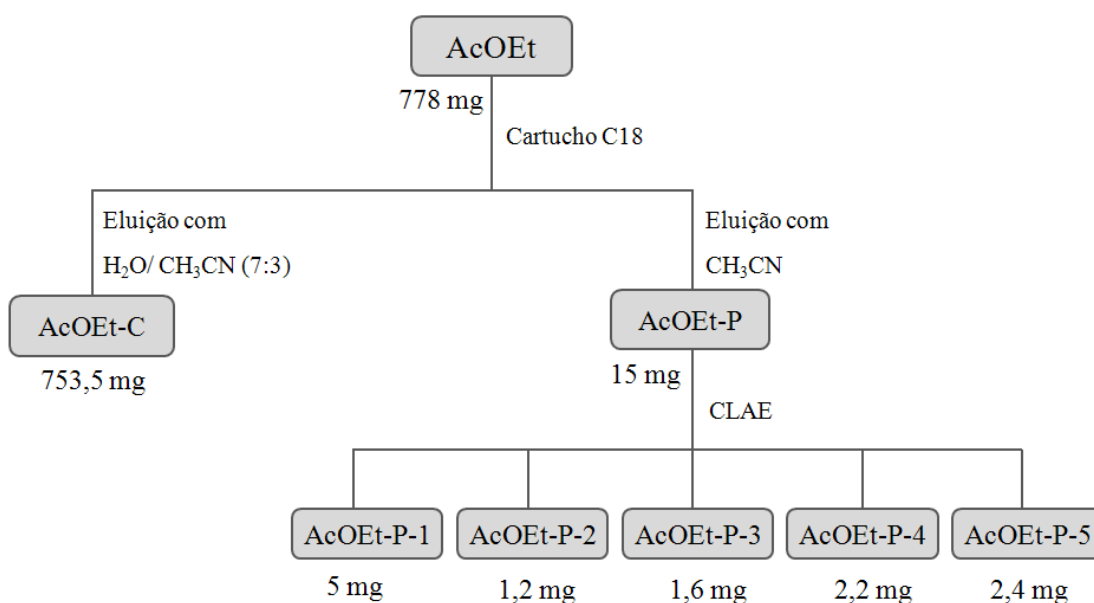 AcOEt
778 mg
Cartucho C18
Eluição com
H₂O/ CH₃CN (7:3)
Eluição com
CH₃CN
AcOEt-C
753,5 mg
AcOEt-P
15 mg
CLAE
AcOEt-P-1
AcOEt-P-2
AcOEt-P-3
AcOEt-P-4
AcOEt-P-5
5 mg
1,2 mg
1,6 mg
2,2 mg
2,4 mg